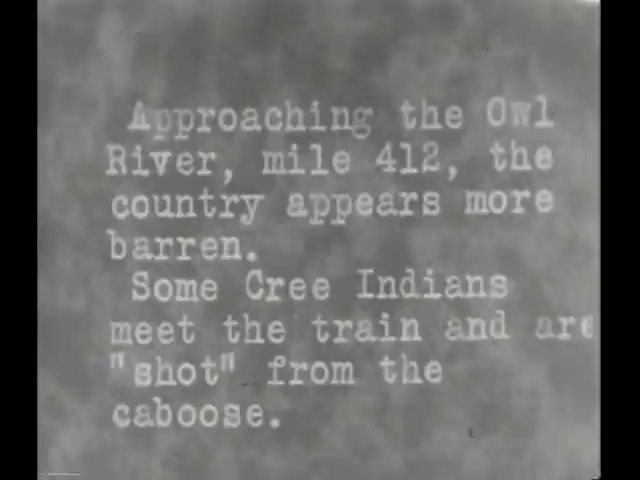 Approaching the Owl
River, mile 412, the
country appears more
barren.
Some Cree Indians
meet the train and are
"shot" from the
caboose.